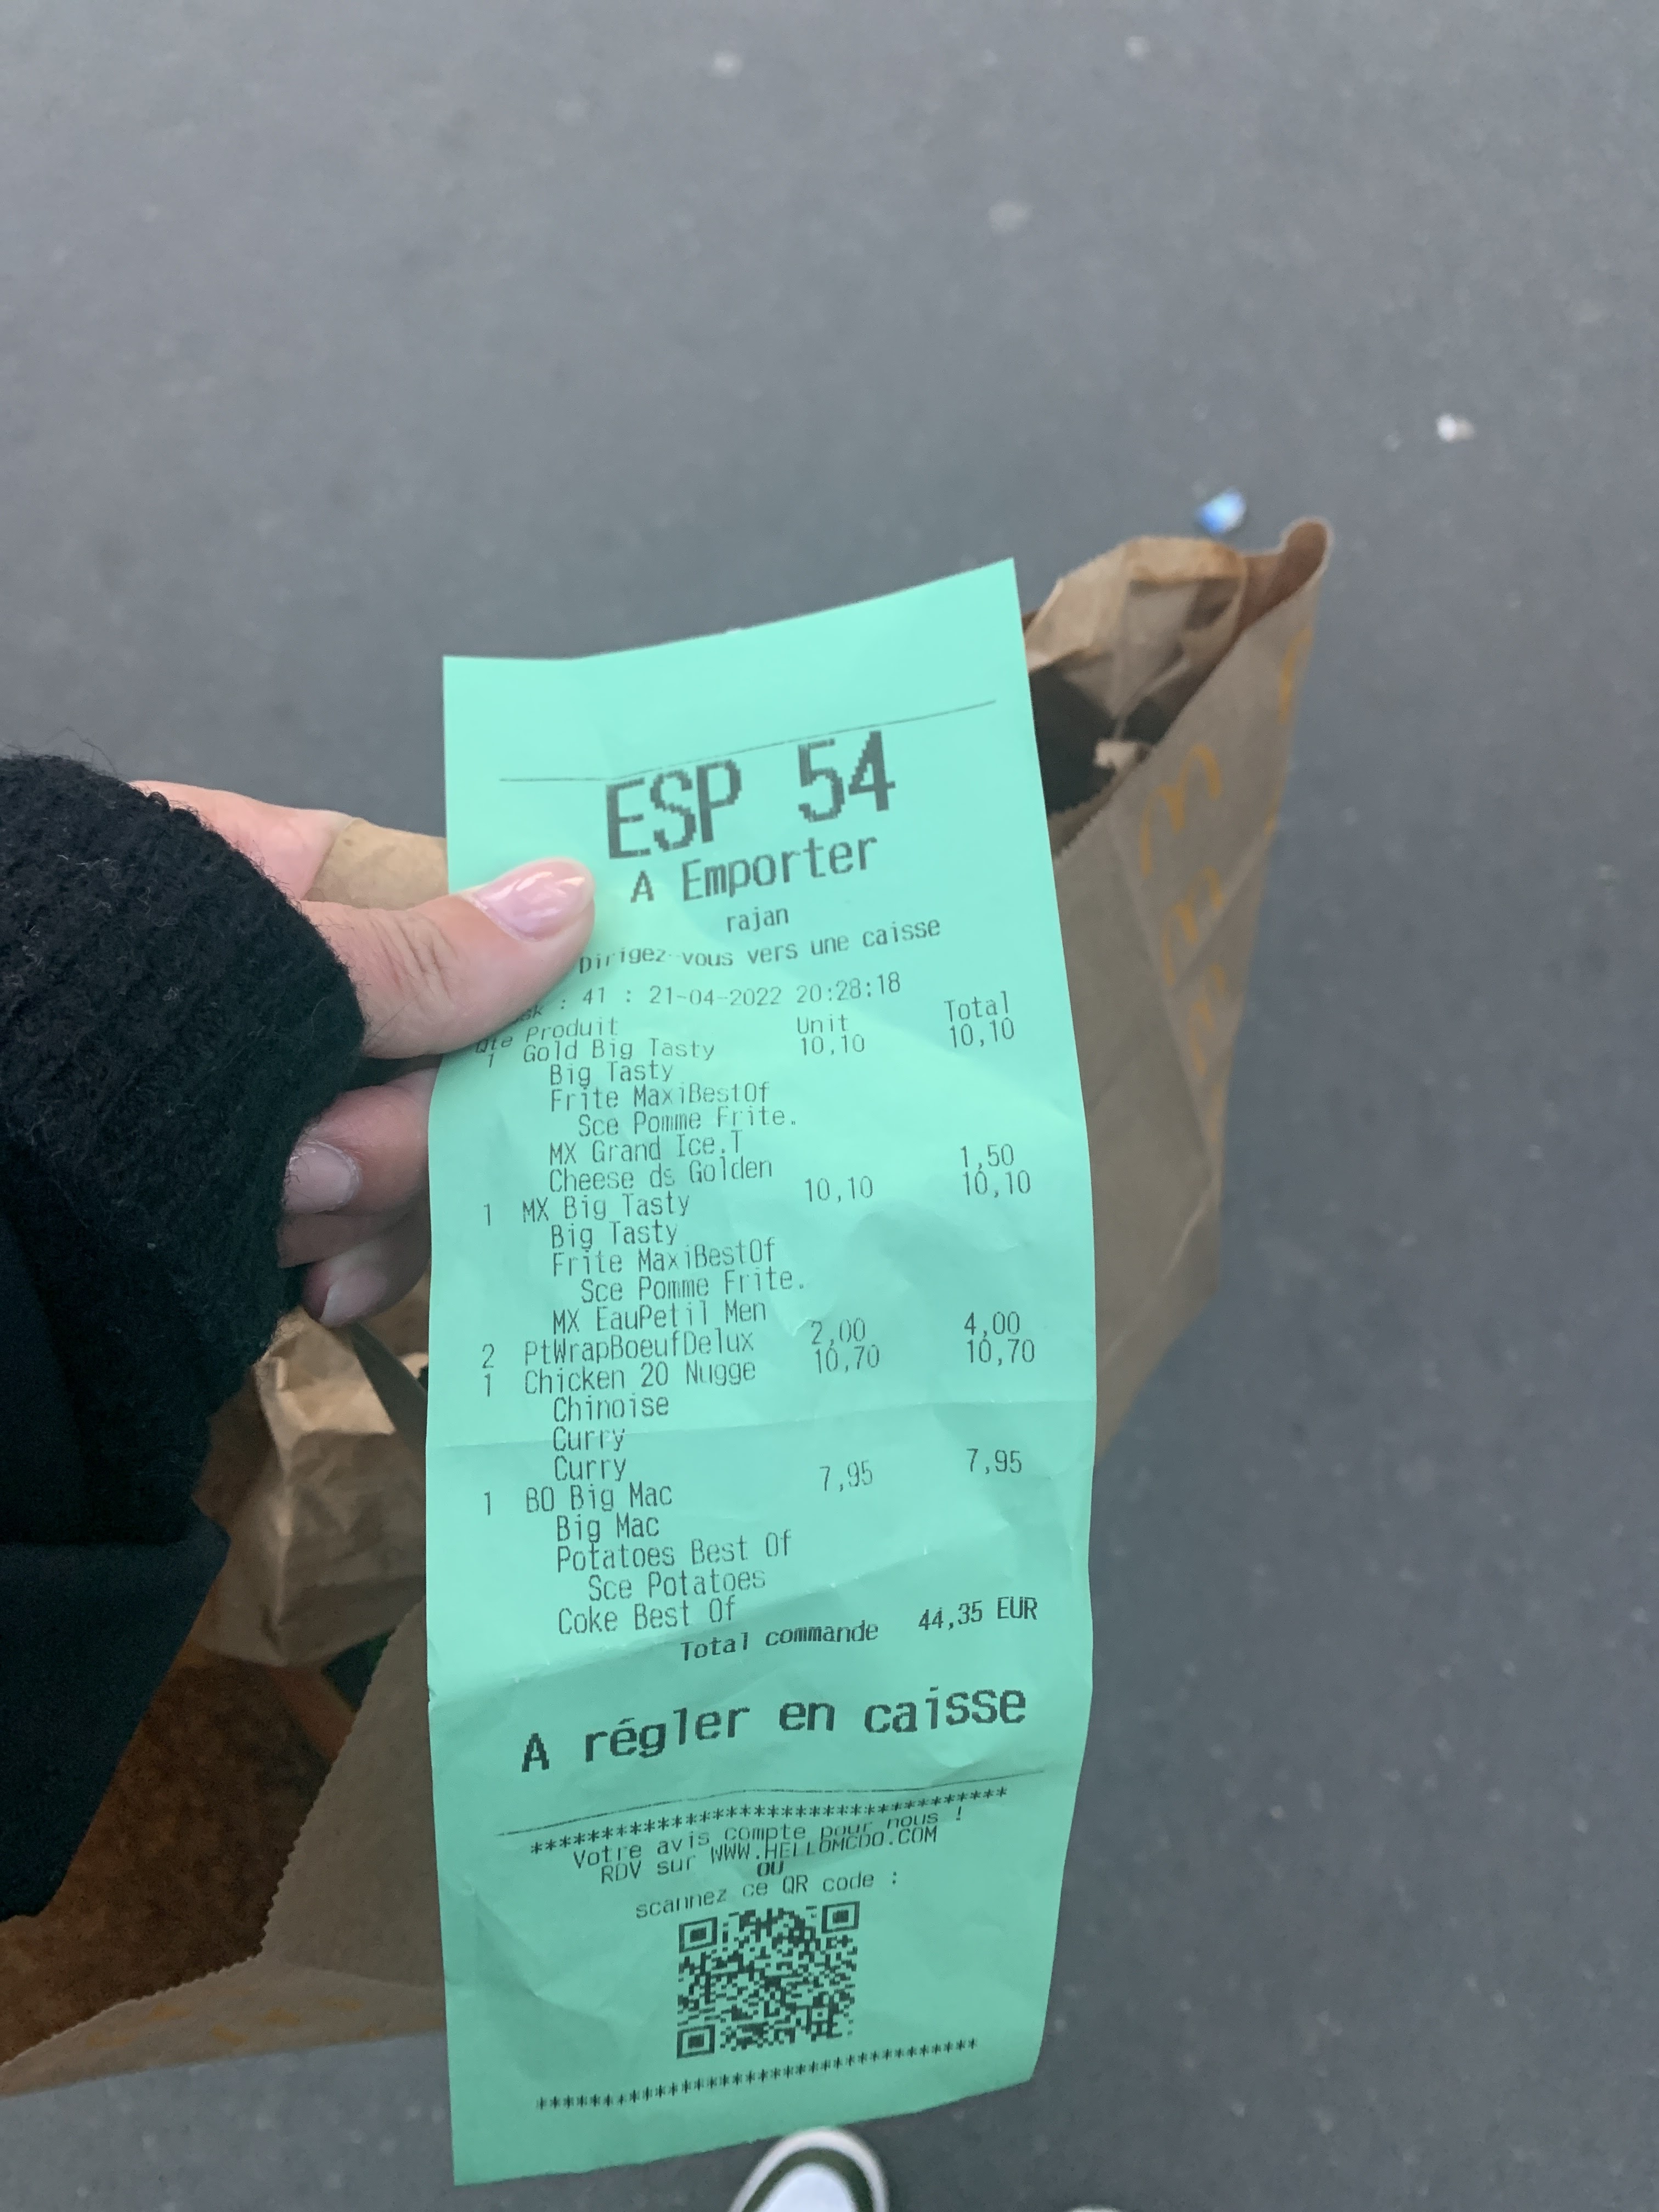 ESP 54
A Emporter
rajan
Dirigez-vous vers une caisse
: 41 : 21-04-2022 20:28:18
Qte Produit Unit Total
1 Gold Big Tasty 10,10 10,10
Big Tasty
Frite MaxiBestOf
Sce Pomme Frite.
MX Grand Ice.T
Cheese ds Golden 1,50
1 MX Big Tasty 10,10 10,10
Big Tasty
Frite MaxiBestOf
Sce Pomme Frite.
MX EauPetil Men
2 PtWrapBoeufDelux 2,00 4,00
1 Chicken 20 Nugge 10,70 10,70
Chinoise
Curry
Curry
1 BO Big Mac 7,95 7,95
Big Mac
Potatoes Best Of
Sce Potatoes
Coke Best Of
Total commande 44,35 EUR
A régler en caisse
************************************
Votre avis compte pour nous !
RDV sur WWW.HELLOMCDO.COM
OU
scannez ce QR code :
************************************